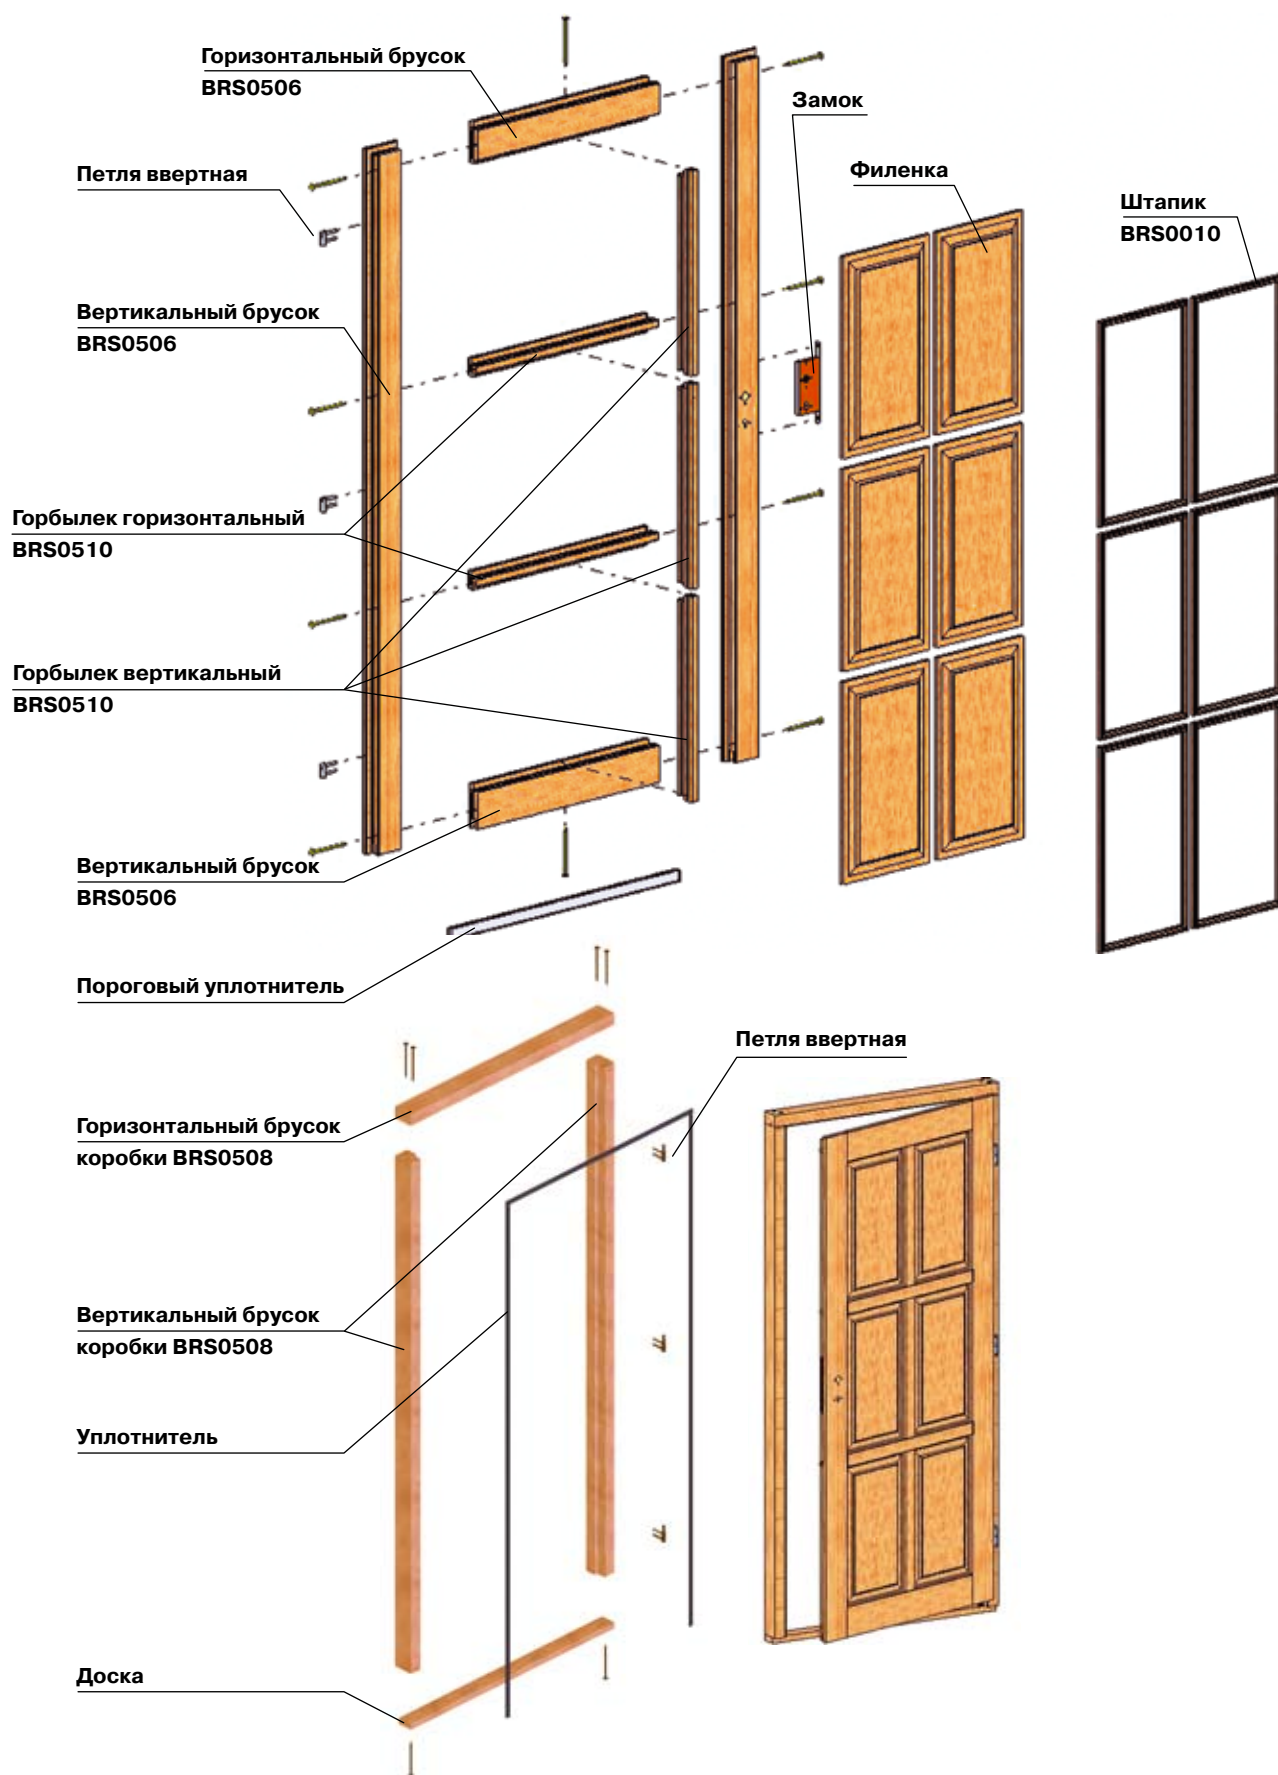 Горизонтальный брусок
BRS0506
Замок
Петля ввертная
Филенка
Штапик
BRS0010
Вертикальный брусок
BRS0506
Горбылек горизонтальный
BRS0510
Горбылек вертикальный
BRS0510
Вертикальный брусок
BRS0506
Пороговый уплотнитель
Петля ввертная
Горизонтальный брусок
коробки BRS0508
Вертикальный брусок
коробки BRS0508
Уплотнитель
Доска